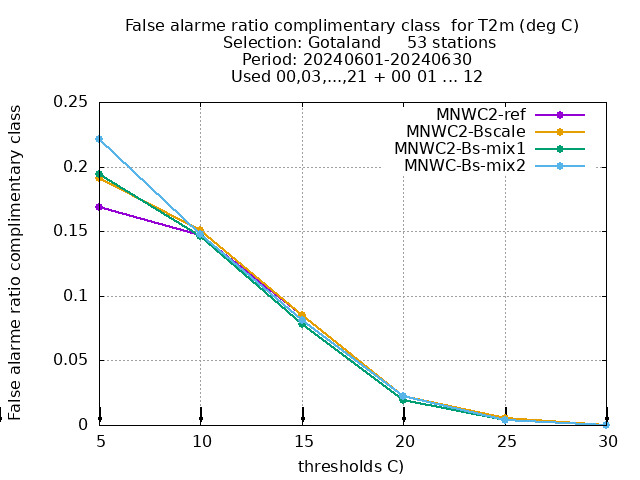 False alarme ratio complimentary class  for T2m (deg C)
Selection: Gotaland     53 stations
Period: 20240601-20240630
Used 00,03,...,21 + 00 01 ... 12
False alarme ratio complimentary class
0.25
0.2
0.15
0.1
0.05
0
MNWC2-ref
MNWC2-Bscale
MNWC2-Bs-mix1
MNWC-Bs-mix2
5 10 15 20 25 30
thresholds C)